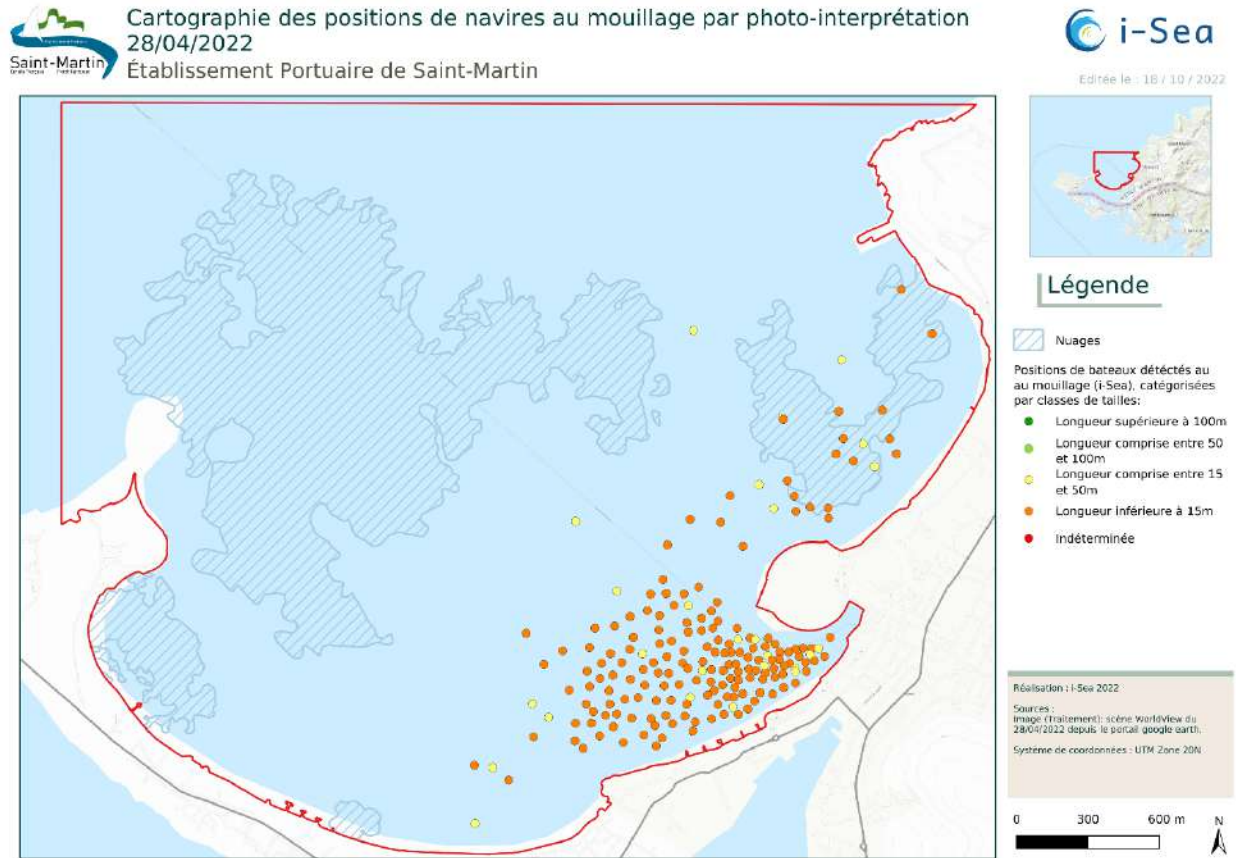 Cartographie des positions de navires au mouillage par photo-interprétation
28/04/2022
Établissement Portuaire de Saint-Martin
Saint-Martin
i-Sea
Editée le : 18 / 10 / 2022
Légende
Nuages
Positions de bateaux détéctés au
au mouillage (i-Sea), catégorisées
par classes de tailles:
Longueur supérieure à 100m
Longueur comprise entre 50
et 100m
Longueur comprise entre 15
et 50m
Longueur inférieure à 15m
Indéterminée
Réalisation : i-Sea 2022
Sources :
Image (Traitement): scène WorldView du
28/04/2022 depuis le portail google earth.
Système de coordonnées : UTM Zone 20N
0 300 600 m
N